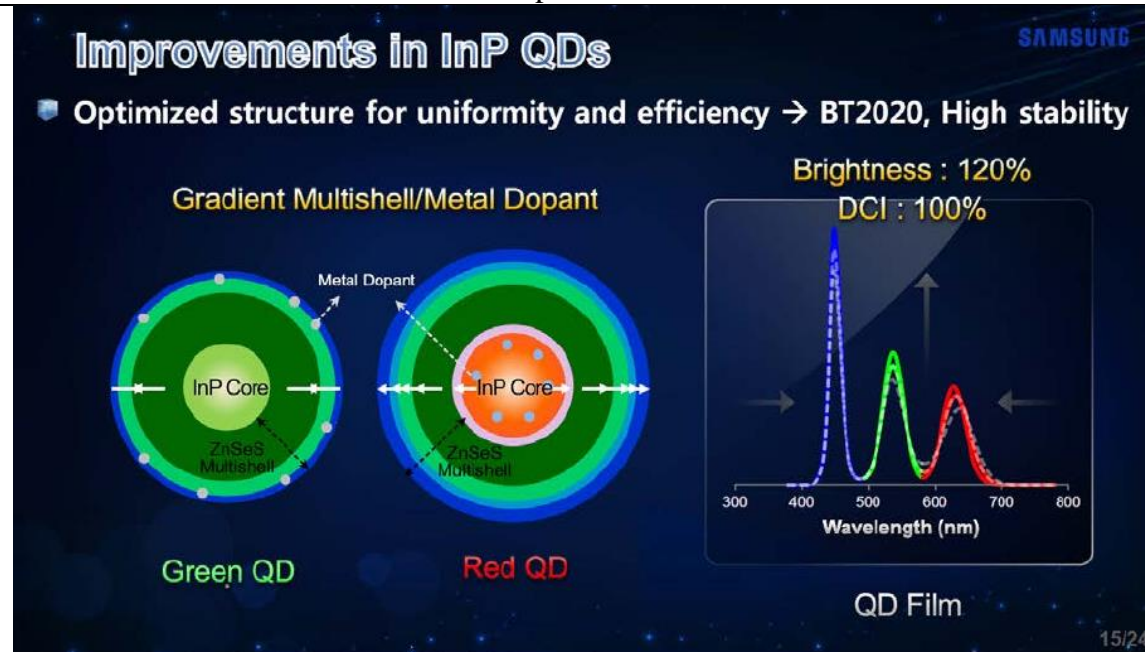 SAMSUNG
Improvements in InP QDs
Optimized structure for uniformity and efficiency → BT2020, High stability
Gradient Multishell/Metal Dopant
Metal Dopant
InP Core
ZnSeS
Multishell
InP Core
ZnSeS
Multishell
Green QD
Red QD
Brightness : 120%
DCI : 100%
300 400 500 600 700 800
Wavelength (nm)
QD Film
15/24